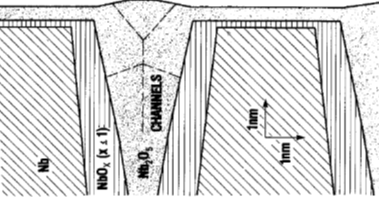 Nb
NbOₓ (x ≤ 1)
Nb₂O₅
CHANNELS
1nm
1nm